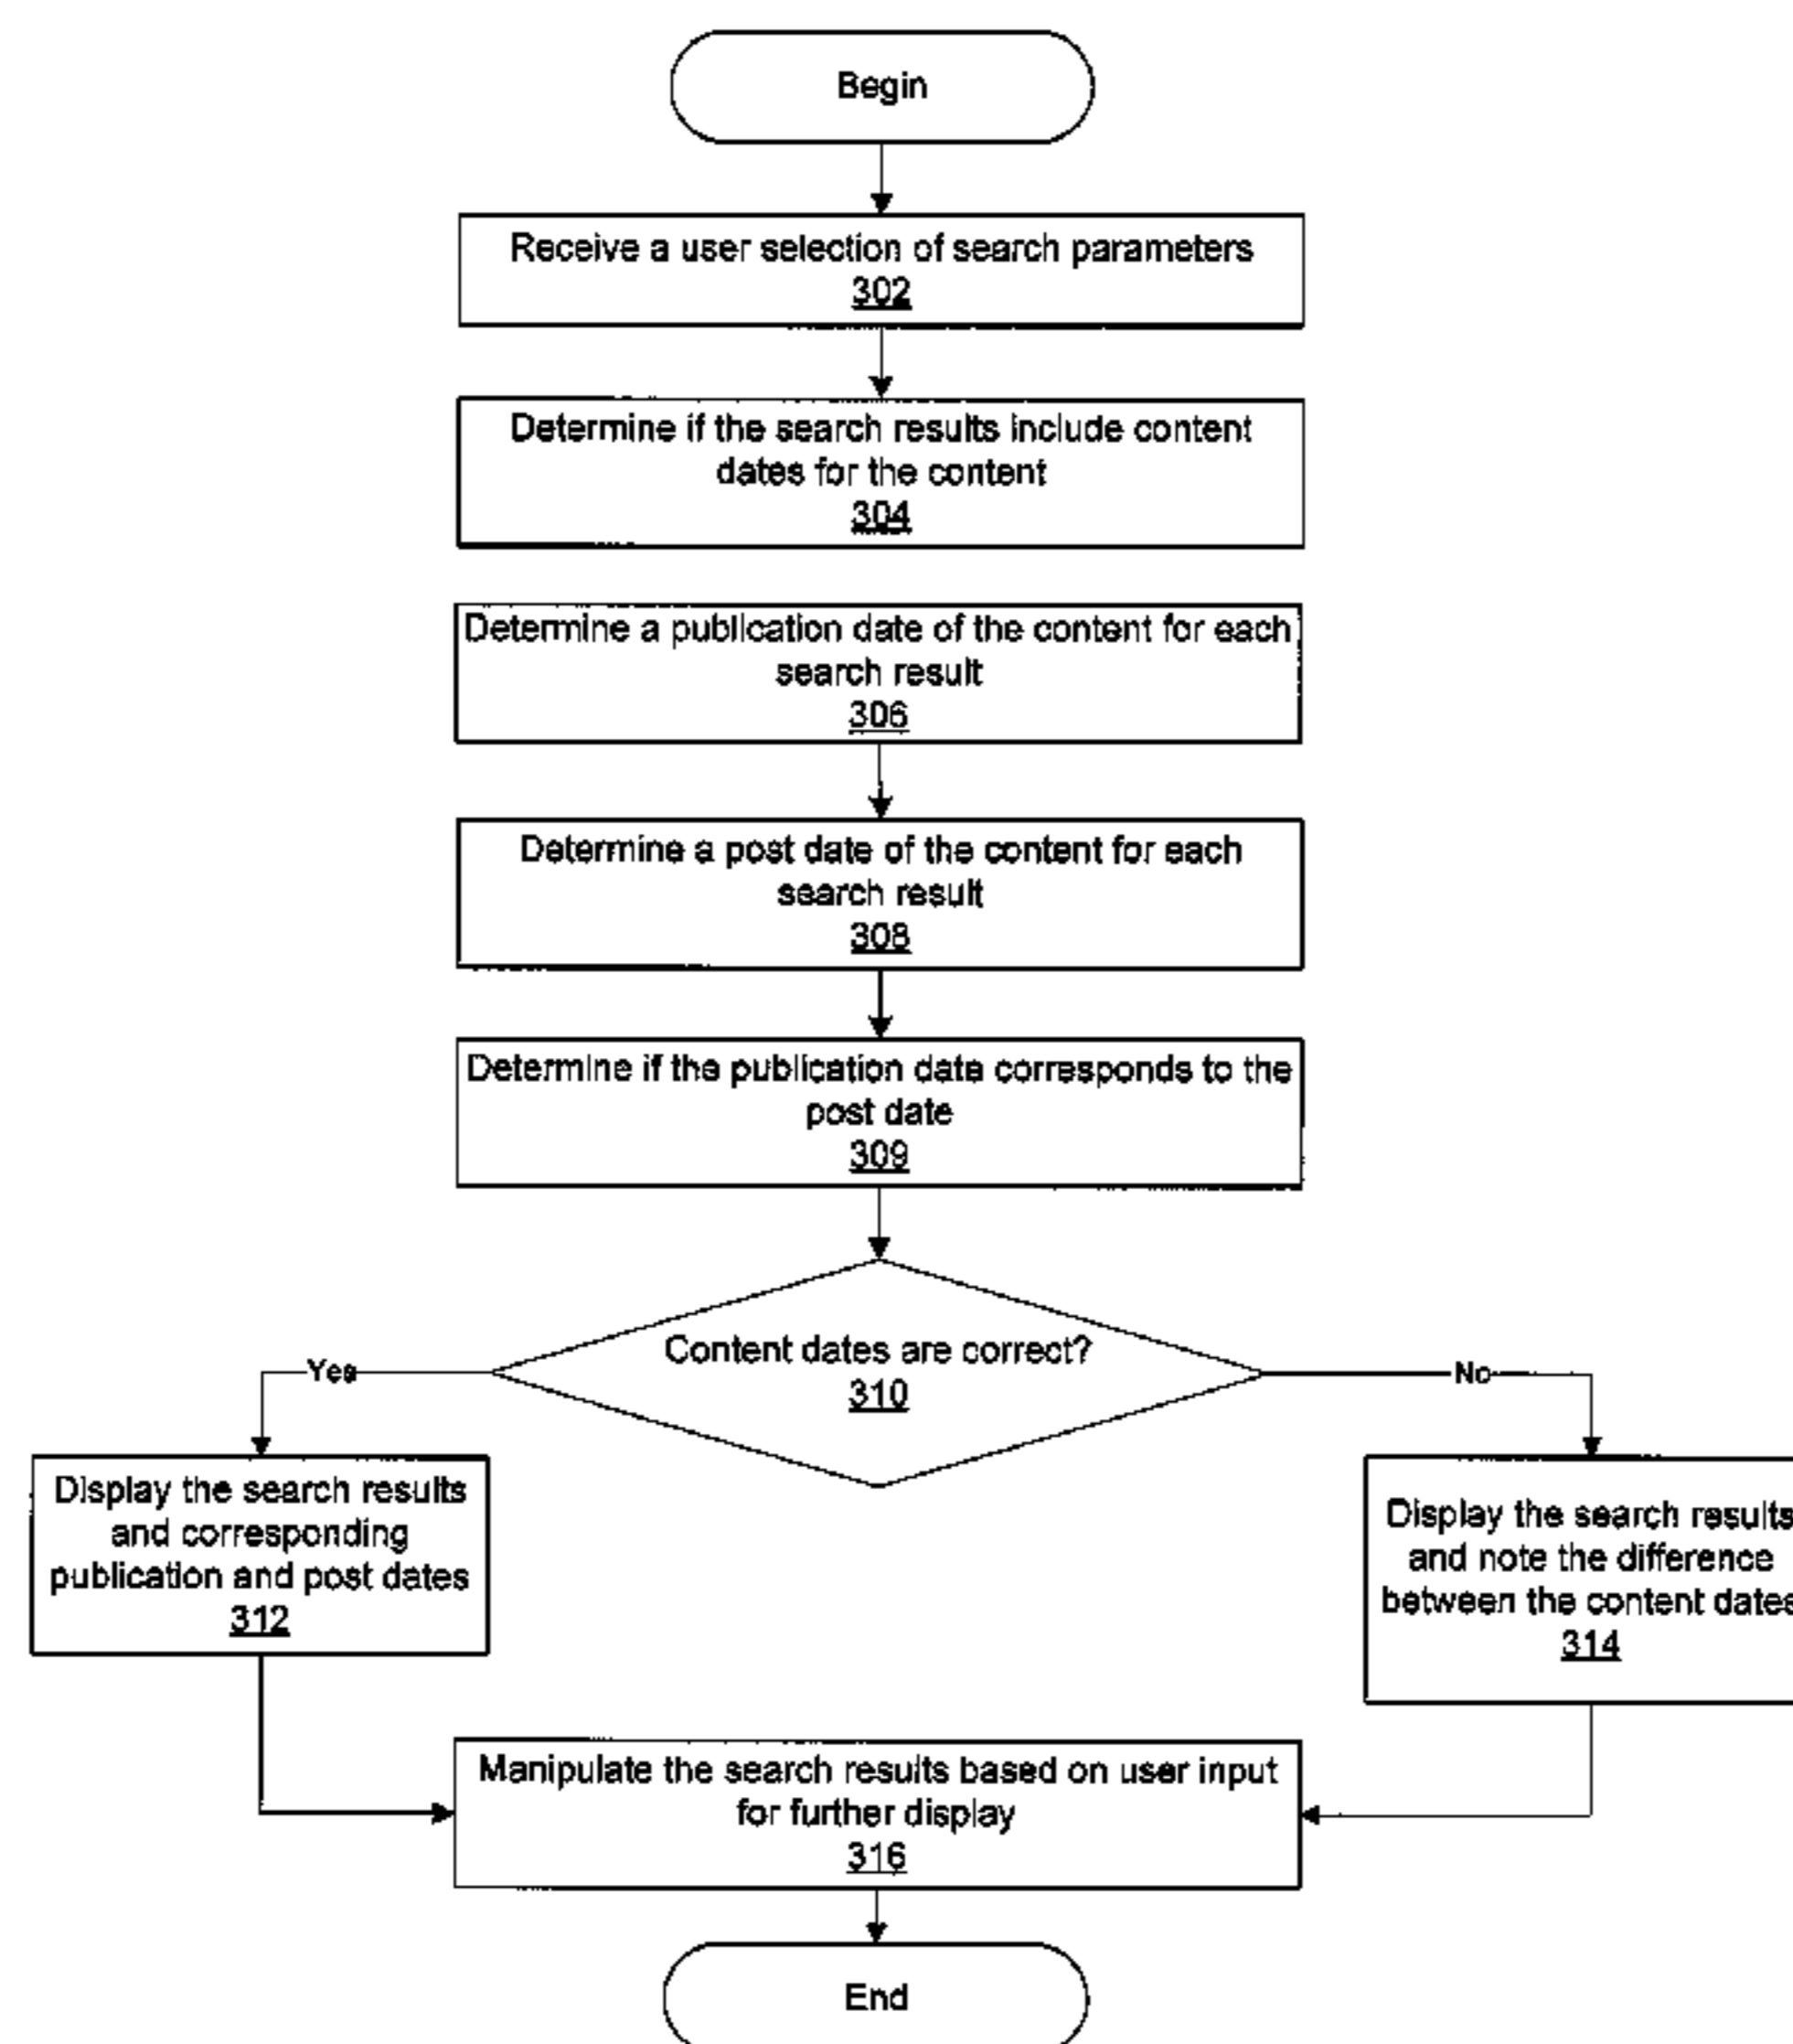 Begin
Receive a user selection of search parameters
302
Determine if the search results include content
dates for the content
304
Determine a publication date of the content for each
search result
306
Determine a post date of the content for each
search result
308
Determine if the publication date corresponds to the
post date
309
Content dates are correct?
310
Yes
No
Display the search results
and corresponding
publication and post dates
312
Display the search results
and note the difference
between the content dates
314
Manipulate the search results based on user input
for further display
316
End